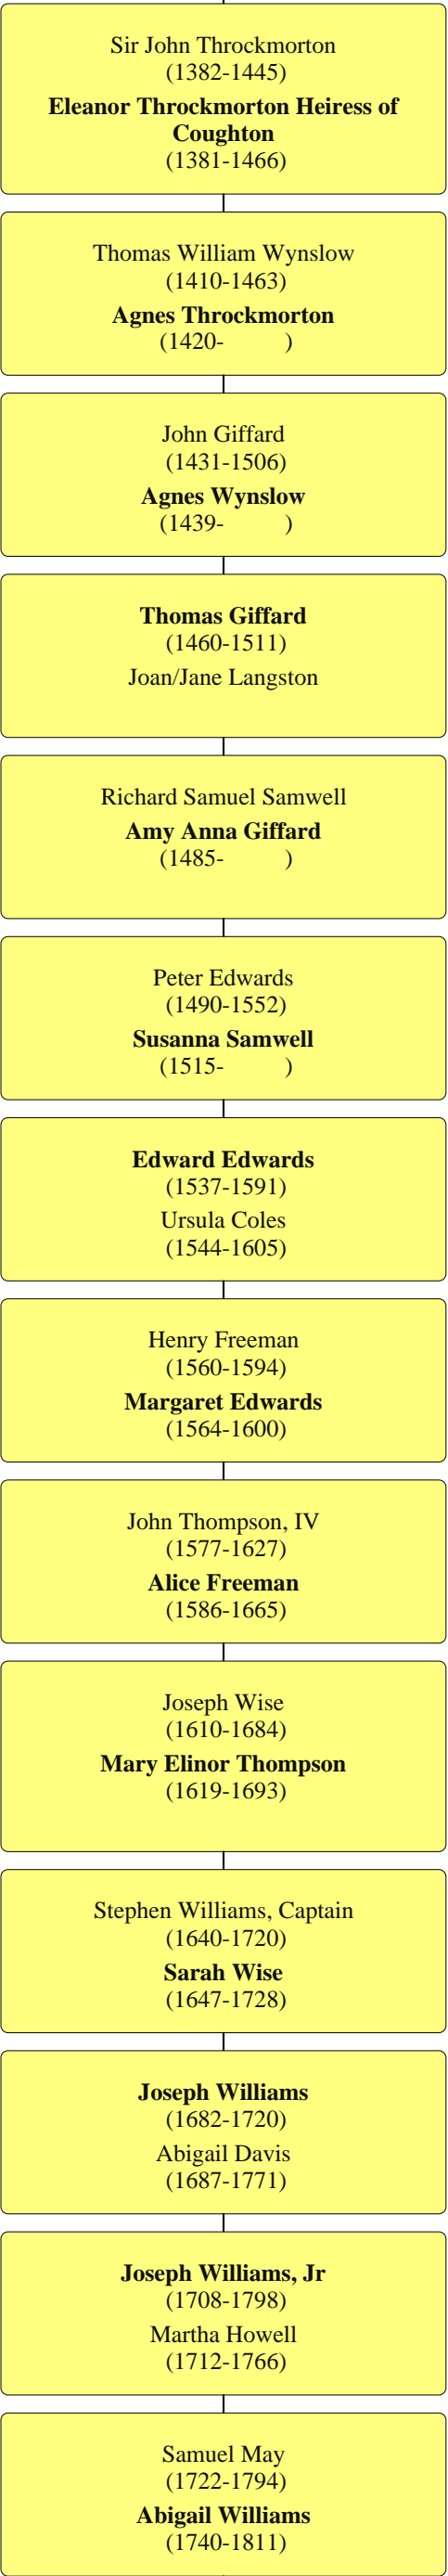 Sir John Throckmorton
(1382-1445)
Eleanor Throckmorton Heiress of
Coughton
(1381-1466)
Thomas William Wynslow
(1410-1463)
Agnes Throckmorton
(1420-          )
John Giffard
(1431-1506)
Agnes Wynslow
(1439-          )
Thomas Giffard
(1460-1511)
Joan/Jane Langston
Richard Samuel Samwell
Amy Anna Giffard
(1485-          )
Peter Edwards
(1490-1552)
Susanna Samwell
(1515-          )
Edward Edwards
(1537-1591)
Ursula Coles
(1544-1605)
Henry Freeman
(1560-1594)
Margaret Edwards
(1564-1600)
John Thompson, IV
(1577-1627)
Alice Freeman
(1586-1665)
Joseph Wise
(1610-1684)
Mary Elinor Thompson
(1619-1693)
Stephen Williams, Captain
(1640-1720)
Sarah Wise
(1647-1728)
Joseph Williams
(1682-1720)
Abigail Davis
(1687-1771)
Joseph Williams, Jr
(1708-1798)
Martha Howell
(1712-1766)
Samuel May
(1722-1794)
Abigail Williams
(1740-1811)